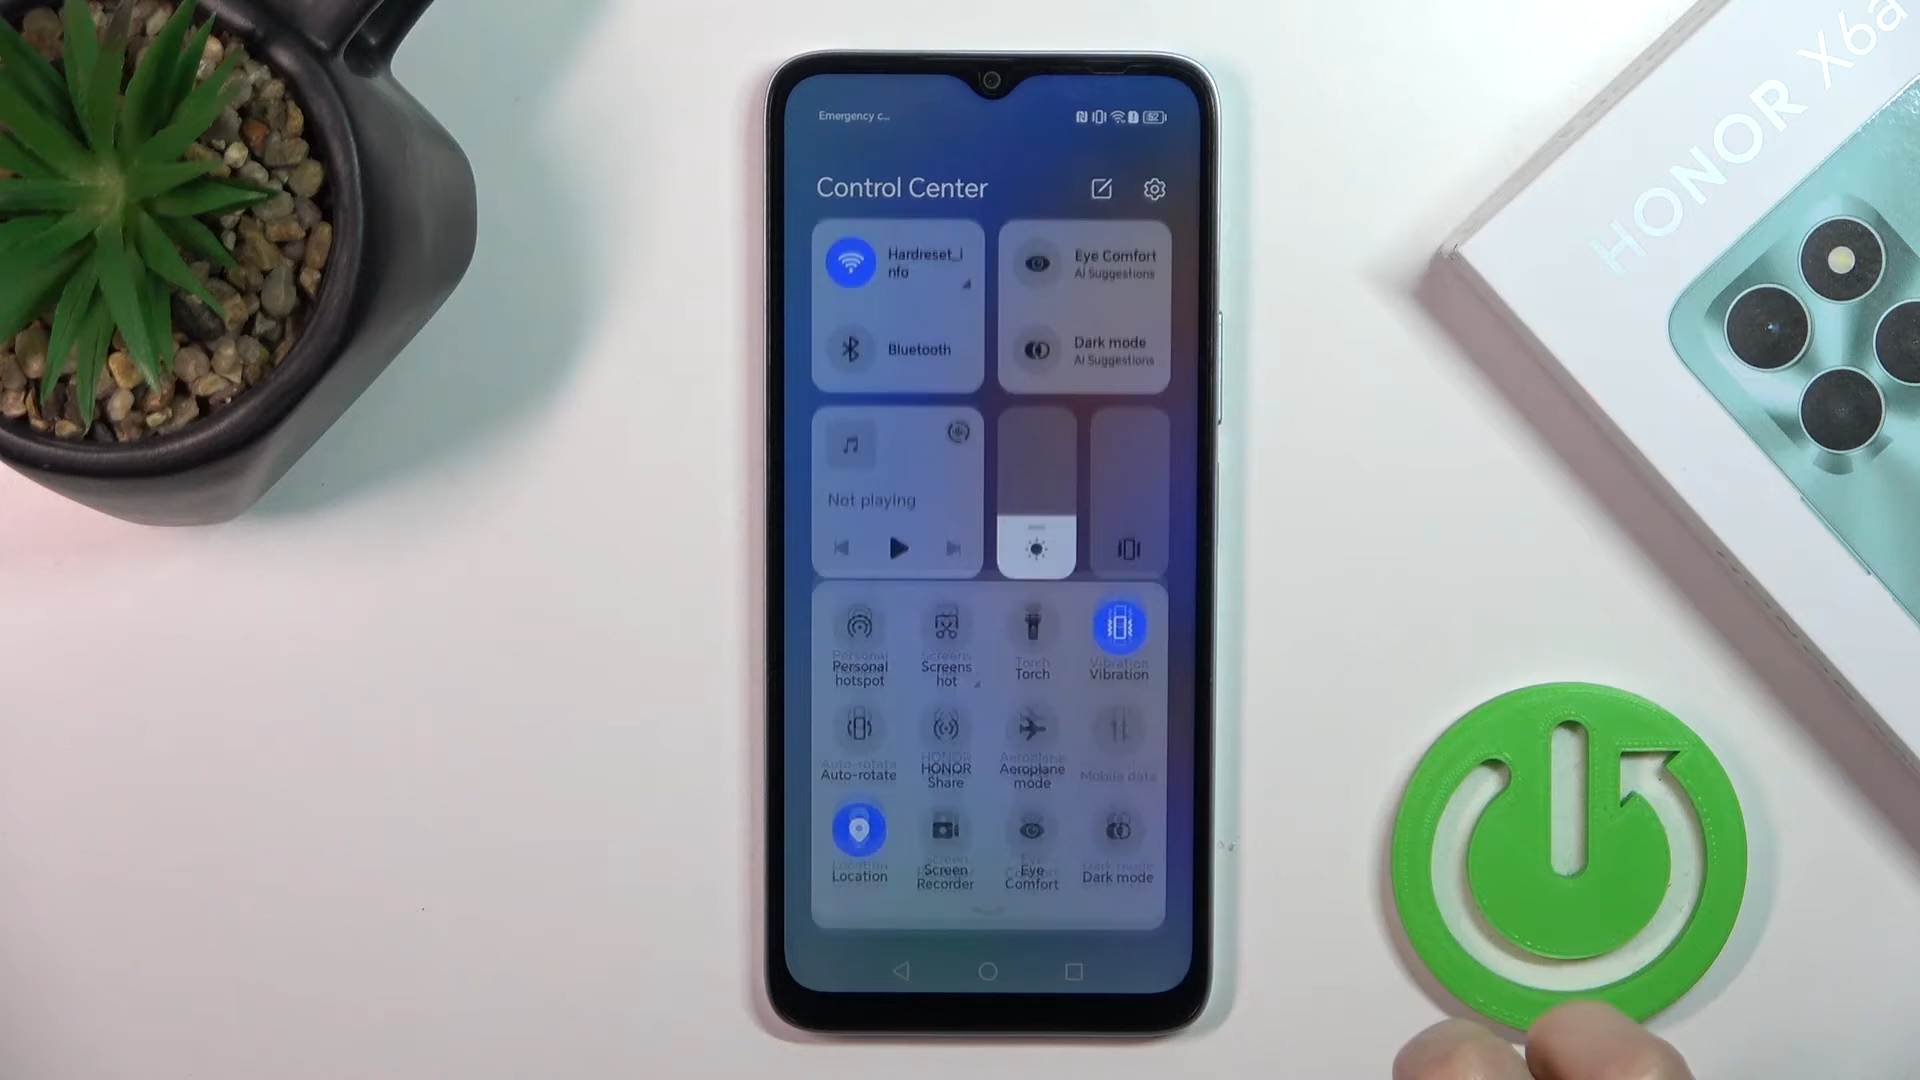 Emergency c...
52
Control Center
Hardreset_i
nfo
Bluetooth
Eye Comfort
AI Suggestions
Dark mode
AI Suggestions
Not playing
Personal
hotspot
Screens
hot
Torch
Vibration
Auto-rotate
HONOR
Share
Aeroplane
mode
Mobile data
Location
Screen
Recorder
Eye
Comfort
Dark mode
HONOR X6a